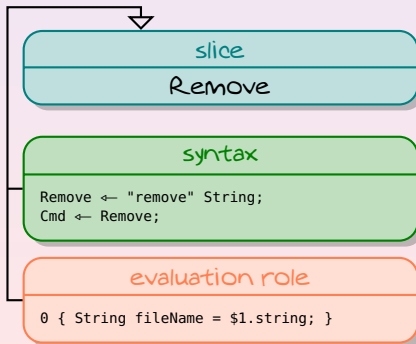 slice
Remove
syntax
Remove ← "remove" String;
Cmd ← Remove;
evaluation role
0 { String fileName = $1.string; }